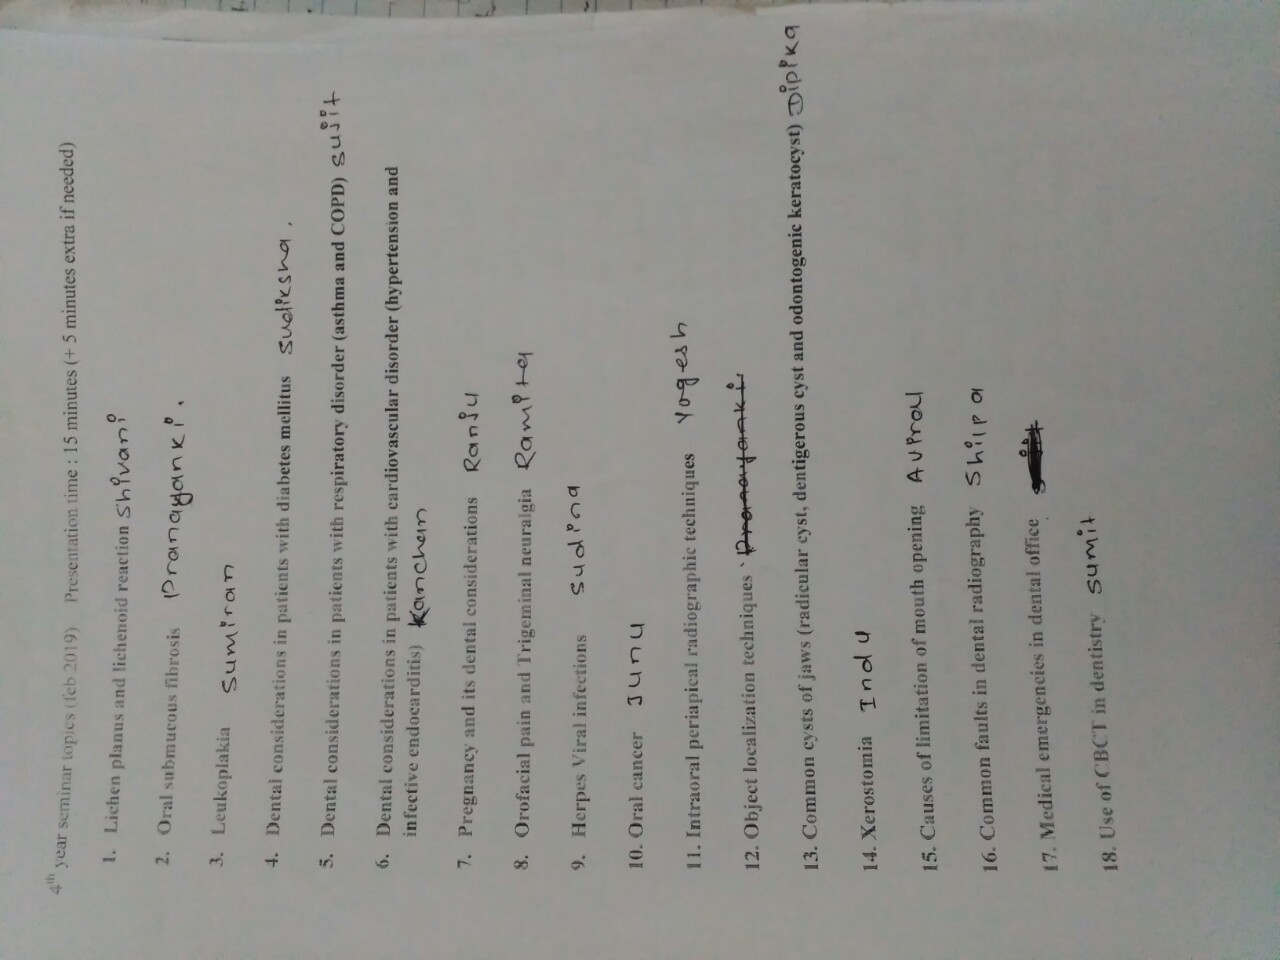 4th year seminar topics (feb 2019) Presentation time : 15 minutes (+ 5 minutes extra if needed)
1. Lichen planus and lichenoid reaction Shivani
2. Oral submucous fibrosis Pranayanki.
3. Leukoplakia Sumiran
4. Dental considerations in patients with diabetes mellitus Sudiksha.
5. Dental considerations in patients with respiratory disorder (asthma and COPD) Sujit
6. Dental considerations in patients with cardiovascular disorder (hypertension and
infective endocarditis) Kanchan
7. Pregnancy and its dental considerations Ranju
8. Orofacial pain and Trigeminal neuralgia Ramita
9. Herpes Viral infections Sudina
10. Oral cancer Junu
11. Intraoral periapical radiographic techniques Yogesh
12. Object localization techniques Pranayanki
13. Common cysts of jaws (radicular cyst, dentigerous cyst and odontogenic keratocyst) Dipika
14. Xerostomia Indu
15. Causes of limitation of mouth opening
16. Common faults in dental radiography Shilpa
17. Medical emergencies in dental office
18. Use of CBCT in dentistry Sumit